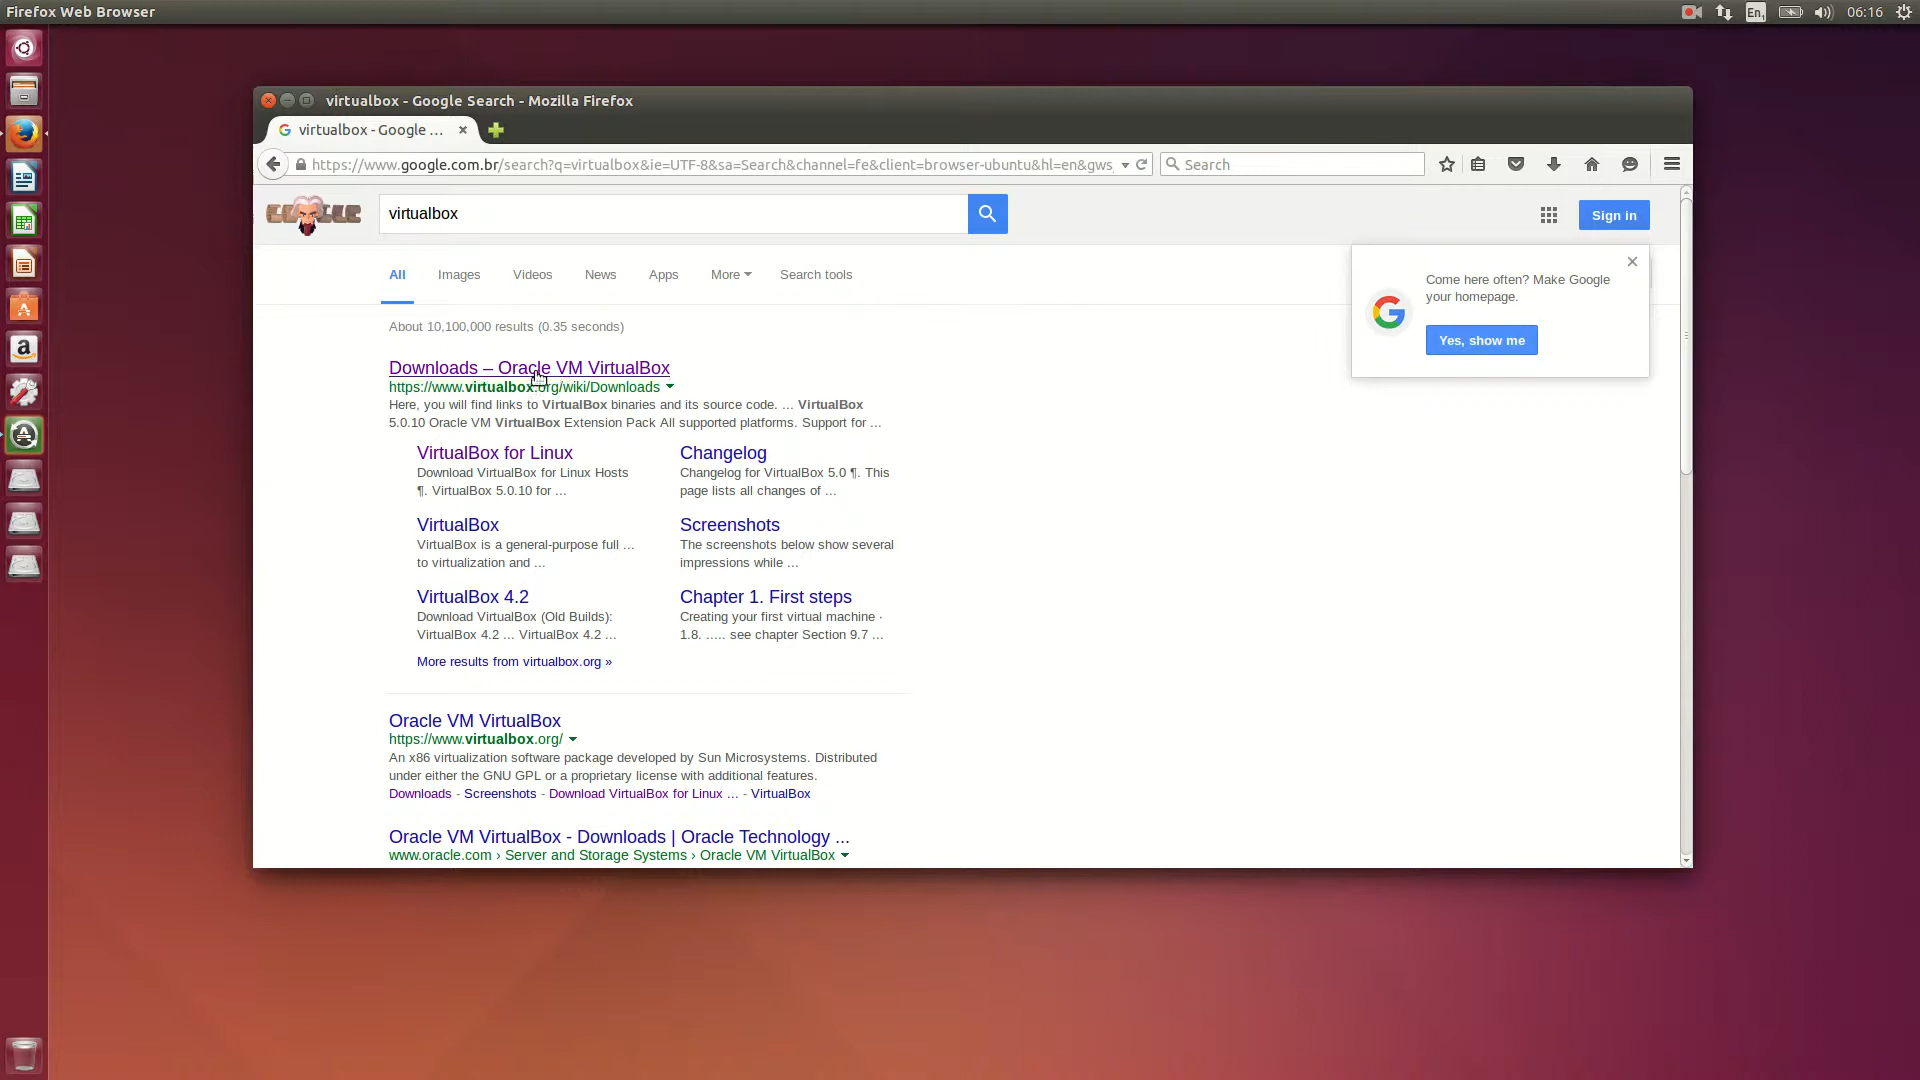 Firefox Web Browser
En 06:16
virtualbox - Google Search - Mozilla Firefox
virtualbox - Google ...
https://www.google.com.br/search?q=virtualbox&ie=UTF-8&sa=Search&channel=fe&client=browser-ubuntu&hl=en&gws_
Search
virtualbox
Sign in
All Images Videos News Apps More Search tools
Come here often? Make Google
your homepage.
Yes, show me
About 10,100,000 results (0.35 seconds)
Downloads – Oracle VM VirtualBox
https://www.virtualbox.org/wiki/Downloads
Here, you will find links to VirtualBox binaries and its source code. ... VirtualBox
5.0.10 Oracle VM VirtualBox Extension Pack All supported platforms. Support for ...
VirtualBox for Linux
Download VirtualBox for Linux Hosts
¶. VirtualBox 5.0.10 for ...
Changelog
Changelog for VirtualBox 5.0 ¶. This
page lists all changes of ...
VirtualBox
VirtualBox is a general-purpose full ...
to virtualization and ...
Screenshots
The screenshots below show several
impressions while ...
VirtualBox 4.2
Download VirtualBox (Old Builds):
VirtualBox 4.2 ... VirtualBox 4.2 ...
Chapter 1. First steps
Creating your first virtual machine ·
1.8. ..... see chapter Section 9.7 ...
More results from virtualbox.org »
Oracle VM VirtualBox
https://www.virtualbox.org/
An x86 virtualization software package developed by Sun Microsystems. Distributed
under either the GNU GPL or a proprietary license with additional features.
Downloads - Screenshots - Download VirtualBox for Linux ... - VirtualBox
Oracle VM VirtualBox - Downloads | Oracle Technology ...
www.oracle.com › Server and Storage Systems › Oracle VM VirtualBox